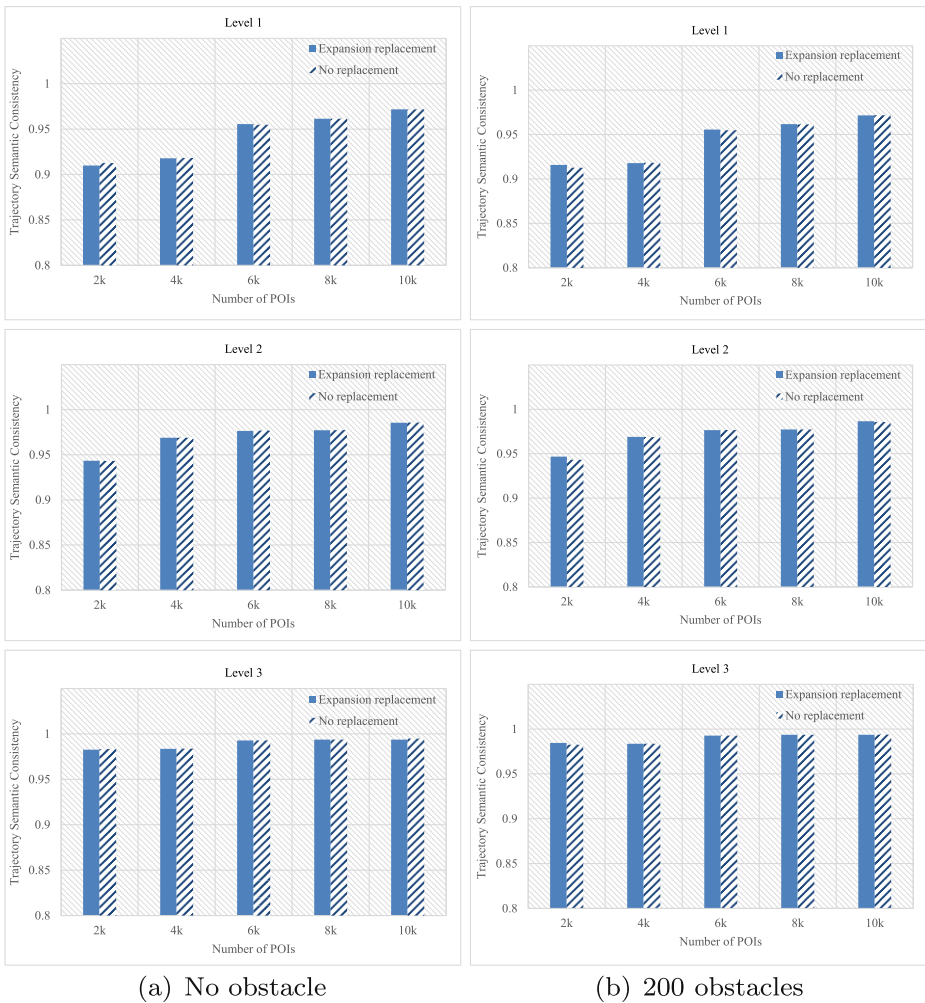 Level 1
Expansion replacement
No replacement
Trajectory Semantic Consistency
1
0.95
0.9
0.85
0.8
2k 4k 6k 8k 10k
Number of POIs
Level 1
Expansion replacement
No replacement
Trajectory Semantic Consistency
1
0.95
0.9
0.85
0.8
2k 4k 6k 8k 10k
Number of POIs
Level 2
Expansion replacement
No replacement
Trajectory Semantic Consistency
1
0.95
0.9
0.85
0.8
2k 4k 6k 8k 10k
Number of POIs
Level 2
Expansion replacement
No replacement
Trajectory Semantic Consistency
1
0.95
0.9
0.85
0.8
2k 4k 6k 8k 10k
Number of POIs
Level 3
Expansion replacement
No replacement
Trajectory Semantic Consistency
1
0.95
0.9
0.85
0.8
2k 4k 6k 8k 10k
Number of POIs
Level 3
Expansion replacement
No replacement
Trajectory Semantic Consistency
1
0.95
0.9
0.85
0.8
2k 4k 6k 8k 10k
Number of POIs
(a) No obstacle
(b) 200 obstacles